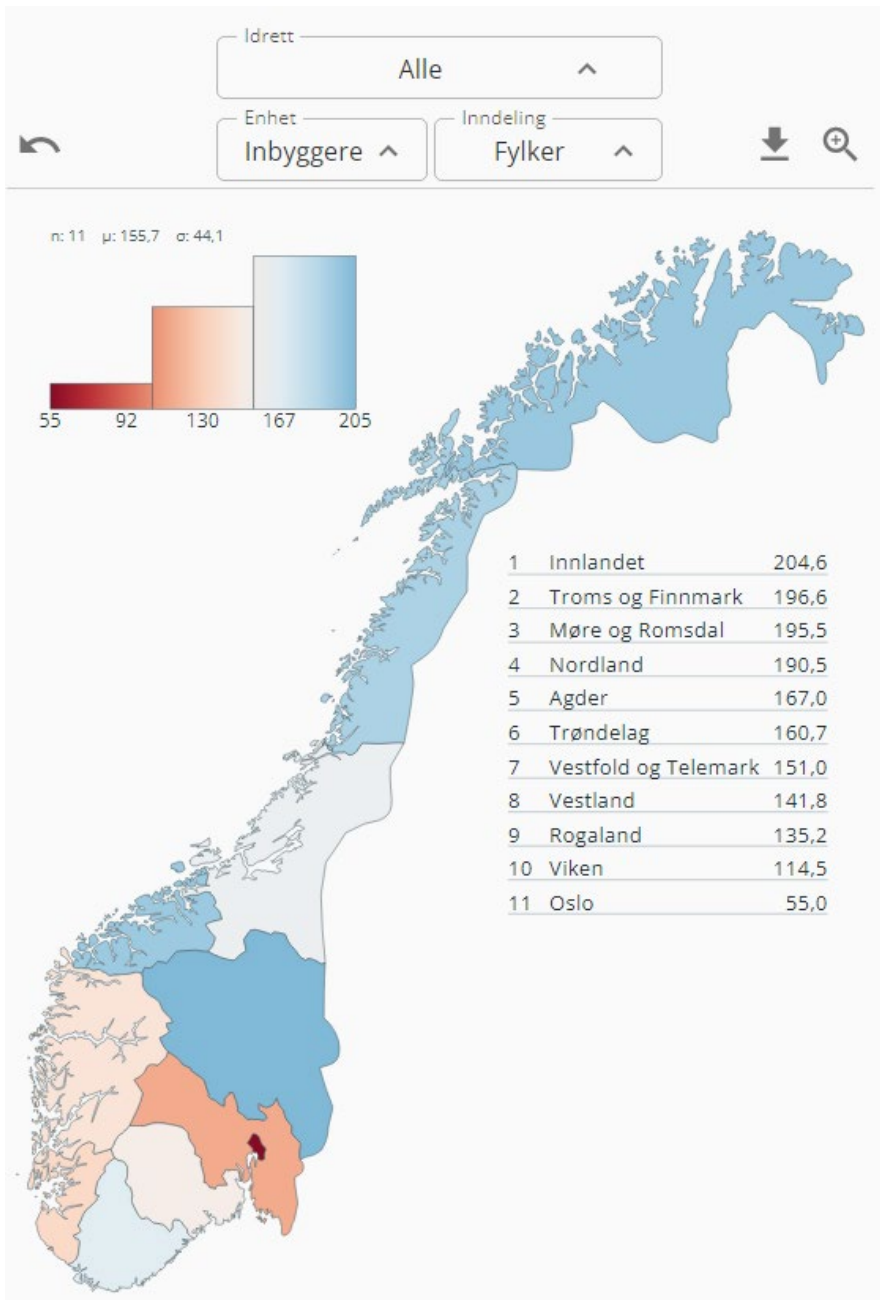 Idrett
Alle
Enhet
Inbyggere
Inndeling
Fylker
n: 11 μ: 155,7 σ: 44,1
55 92 130 167 205
1 Innlandet 204,6
2 Troms og Finnmark 196,6
3 Møre og Romsdal 195,5
4 Nordland 190,5
5 Agder 167,0
6 Trøndelag 160,7
7 Vestfold og Telemark 151,0
8 Vestland 141,8
9 Rogaland 135,2
10 Viken 114,5
11 Oslo 55,0